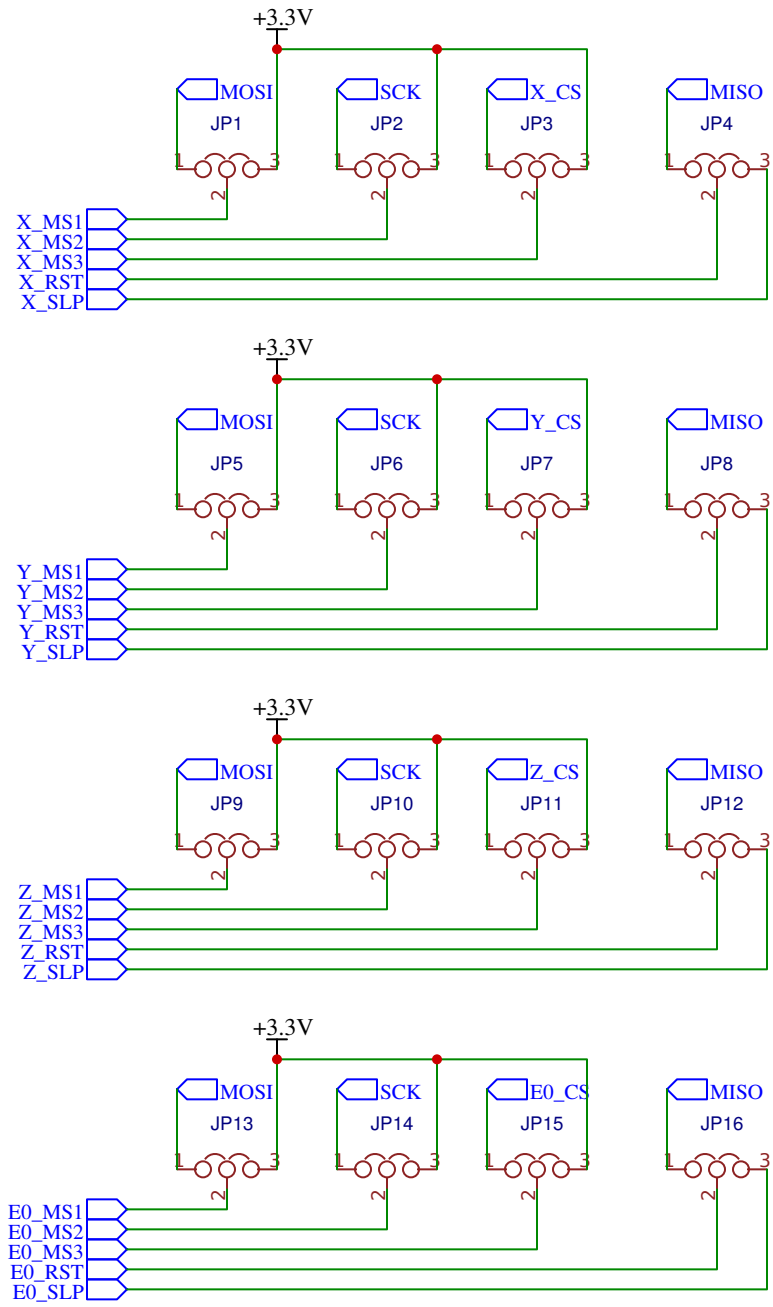 +3.3V
MOSI SCK X_CS MISO
JP1 JP2 JP3 JP4
1 3 1 3 1 3 1 3
2 2 2 2
X_MS1
X_MS2
X_MS3
X_RST
X_SLP
+3.3V
MOSI SCK Y_CS MISO
JP5 JP6 JP7 JP8
1 3 1 3 1 3 1 3
2 2 2 2
Y_MS1
Y_MS2
Y_MS3
Y_RST
Y_SLP
+3.3V
MOSI SCK Z_CS MISO
JP9 JP10 JP11 JP12
1 3 1 3 1 3 1 3
2 2 2 2
Z_MS1
Z_MS2
Z_MS3
Z_RST
Z_SLP
+3.3V
MOSI SCK E0_CS MISO
JP13 JP14 JP15 JP16
1 3 1 3 1 3 1 3
2 2 2 2
E0_MS1
E0_MS2
E0_MS3
E0_RST
E0_SLP